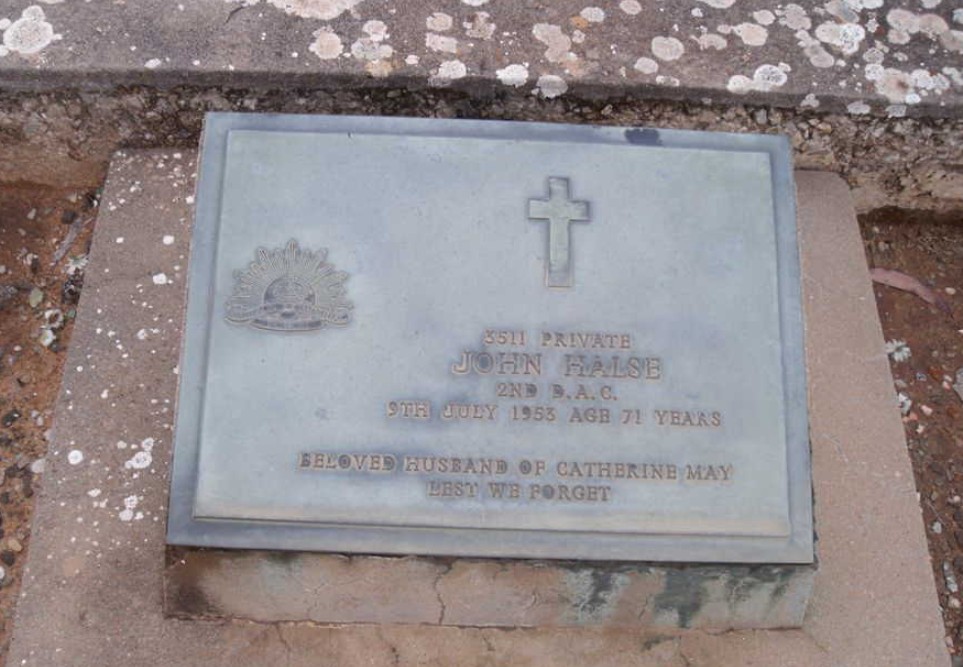 3511 PRIVATE
JOHN HALSE
2ND D.A.C.
9TH JULY 1953 AGE 71 YEARS
BELOVED HUSBAND OF CATHERINE MAY
LEST WE FORGET